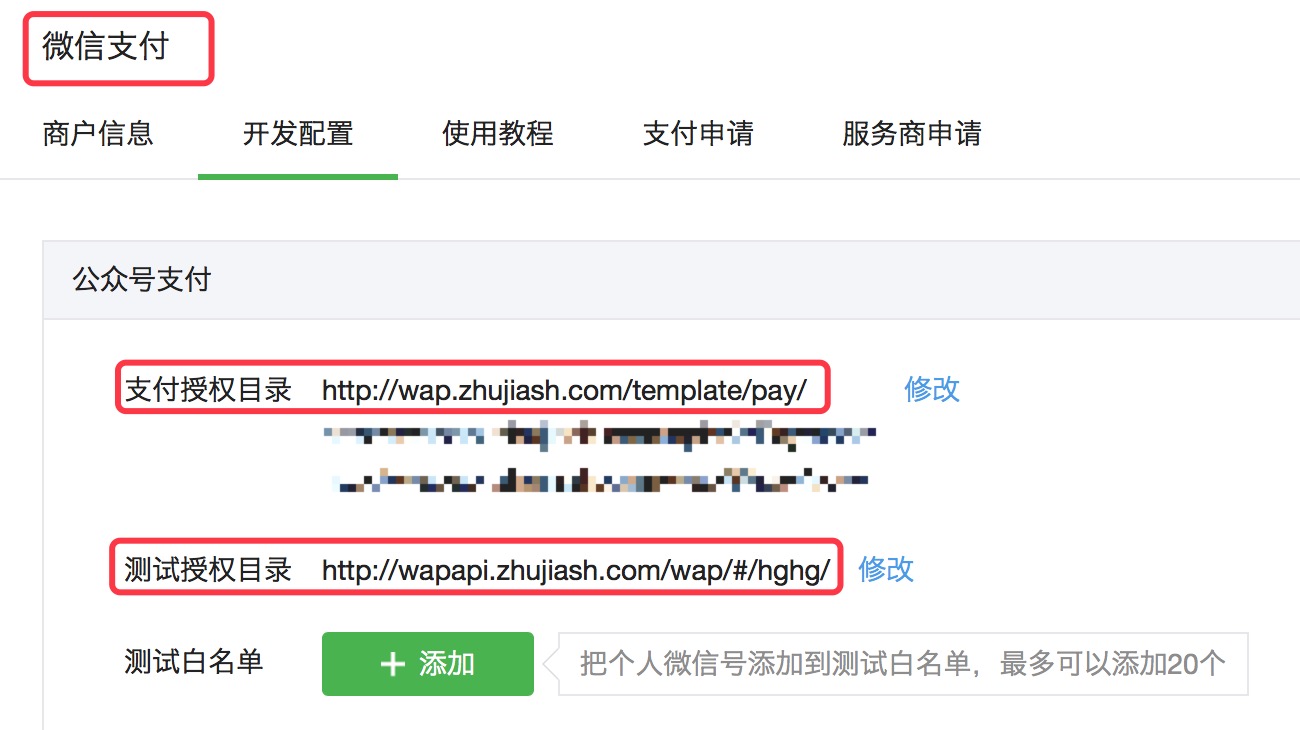 微信支付
商户信息 开发配置 使用教程 支付申请 服务商申请
公众号支付
支付授权目录 http://wap.zhujiash.com/template/pay/ 修改
测试授权目录 http://wapapi.zhujiash.com/wap/#/hghg/ 修改
测试白名单 + 添加 把个人微信号添加到测试白名单，最多可以添加20个